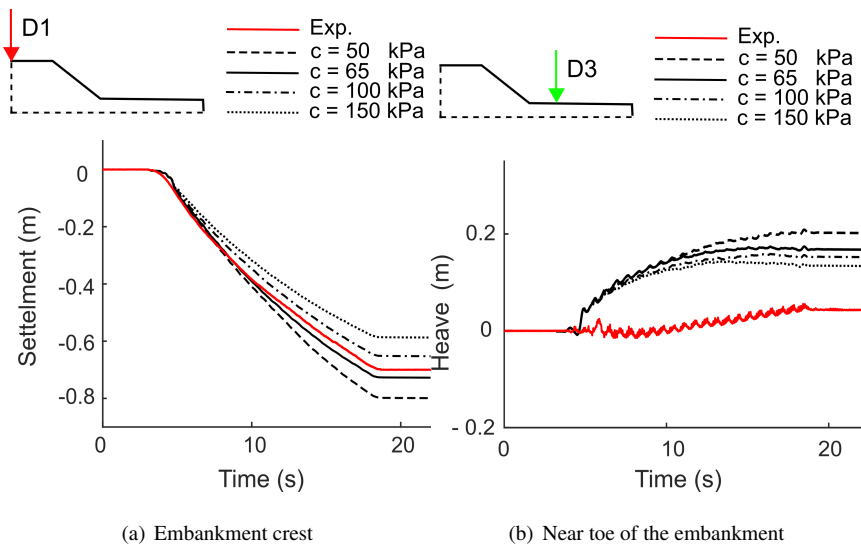 D1
Exp.
c = 50 kPa
c = 65 kPa
c = 100 kPa
c = 150 kPa
D3
Exp.
c = 50 kPa
c = 65 kPa
c = 100 kPa
c = 150 kPa
0
-0.2
-0.4
-0.6
-0.8
Settelment (m)
0
10
20
Time (s)
0.2
0
- 0.2
Heave (m)
0
10
20
Time (s)
(a) Embankment crest
(b) Near toe of the embankment